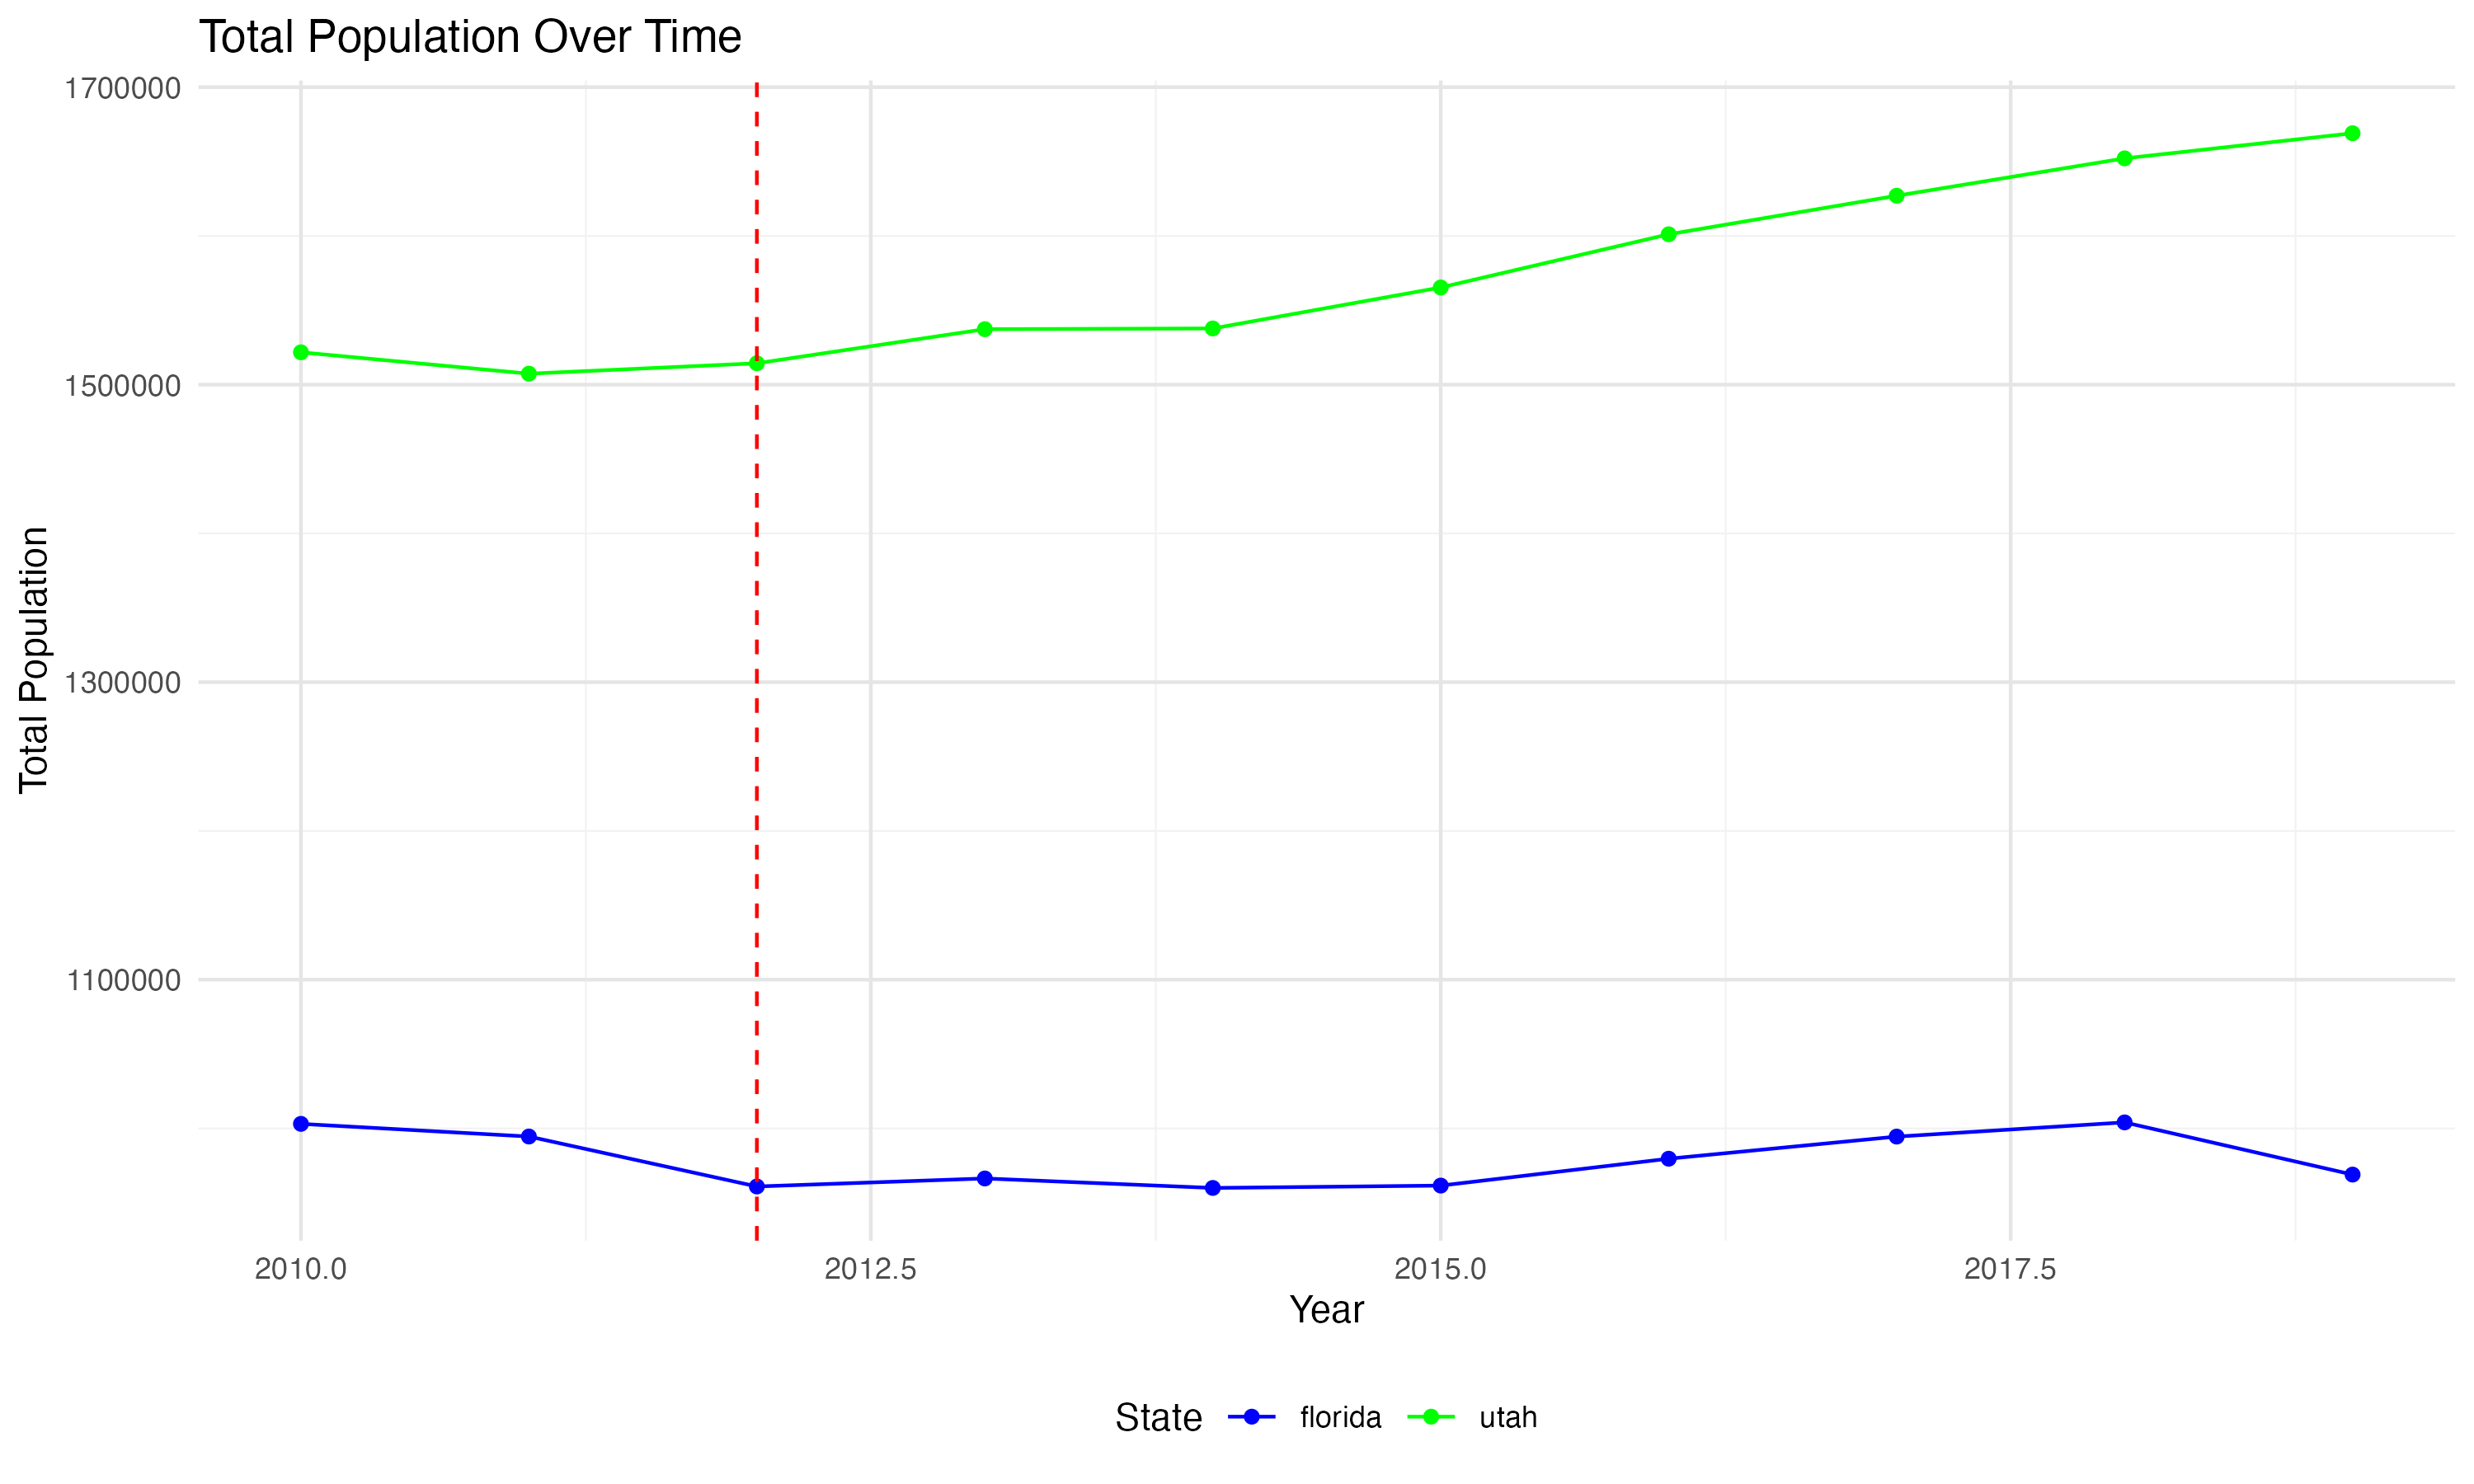 Total Population Over Time
Total Population
1700000
1500000
1300000
1100000
2010.0 2012.5 2015.0 2017.5
Year
State florida utah